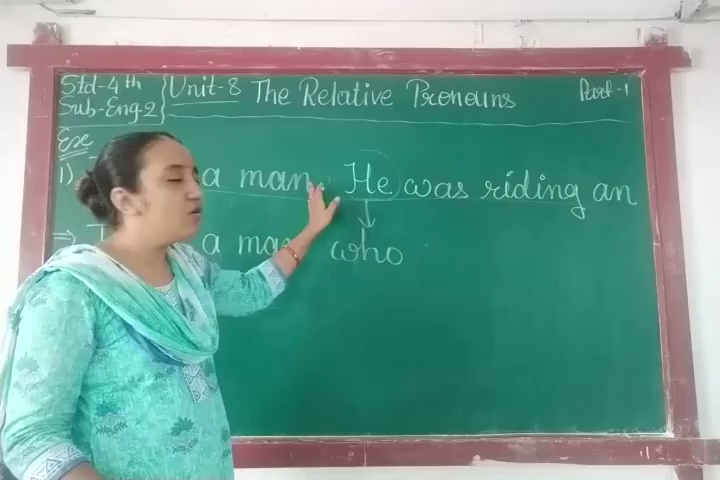 Std-4th
Sub-Eng-2
Unit-8 The Relative Pronouns
Part-1
Exe
1) a man. He was riding an
⇒ a man who